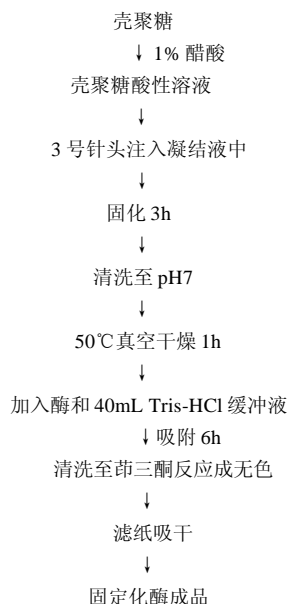 壳聚糖
↓ 1% 醋酸
壳聚糖酸性溶液
↓
3 号针头注入凝结液中
↓
固化 3h
↓
清洗至 pH7
↓
50℃真空干燥 1h
↓
加入酶和 40mL Tris-HCl 缓冲液
↓ 吸附 6h
清洗至茚三酮反应成无色
↓
滤纸吸干
↓
固定化酶成品